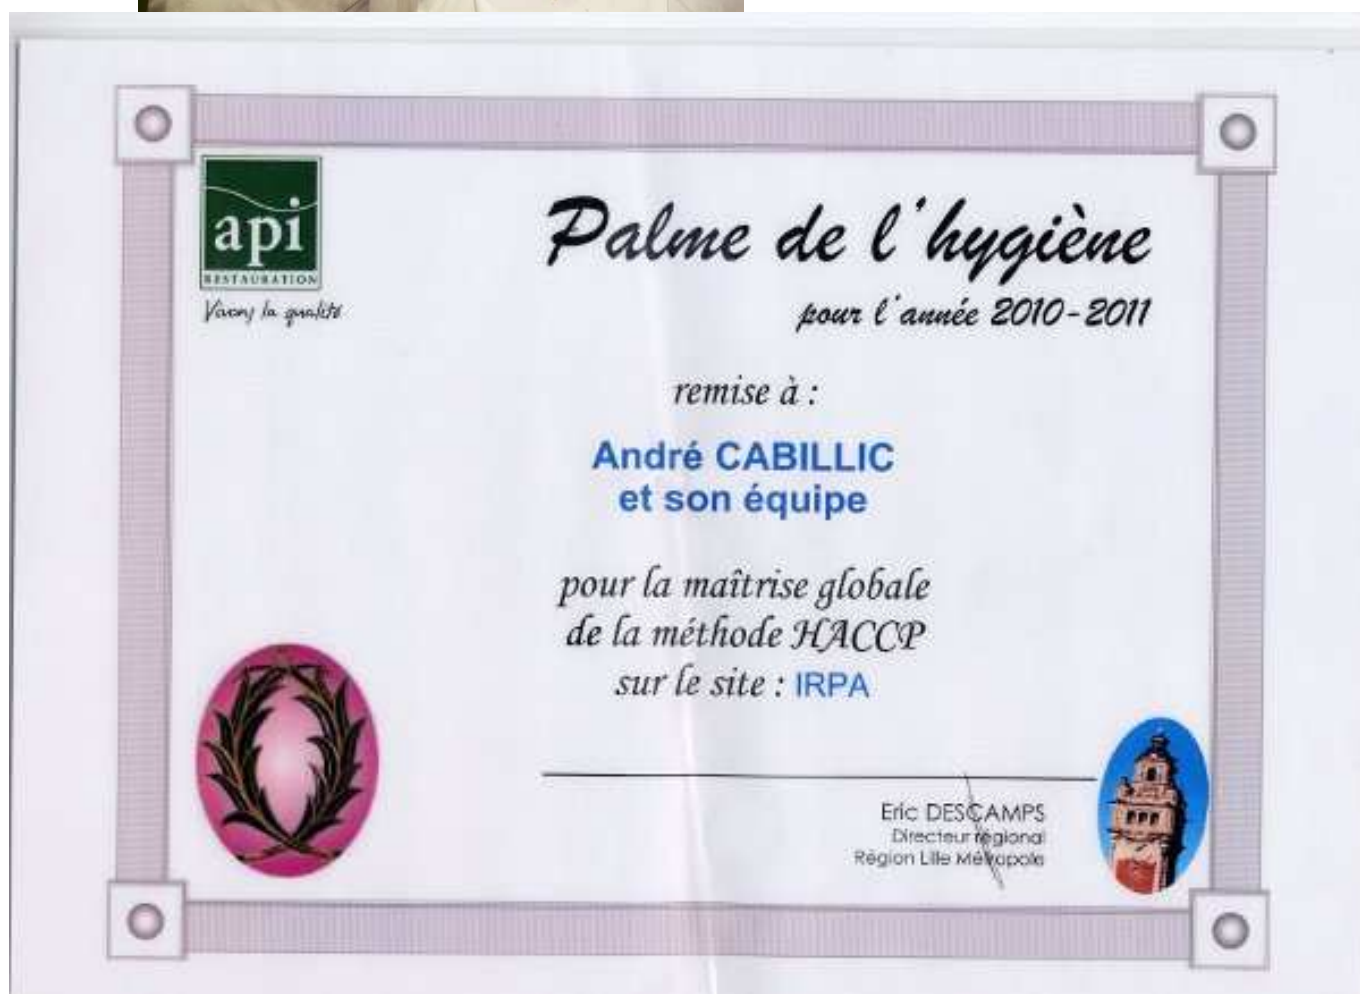 api
RESTAURATION
Vivons la qualité
Palme de l'hygiène
pour l'année 2010-2011
remise à :
André CABILLIC
et son équipe
pour la maîtrise globale
de la méthode HACCP
sur le site : IRPA
Eric DESCAMPS
Directeur régional
Région Lille Métropole